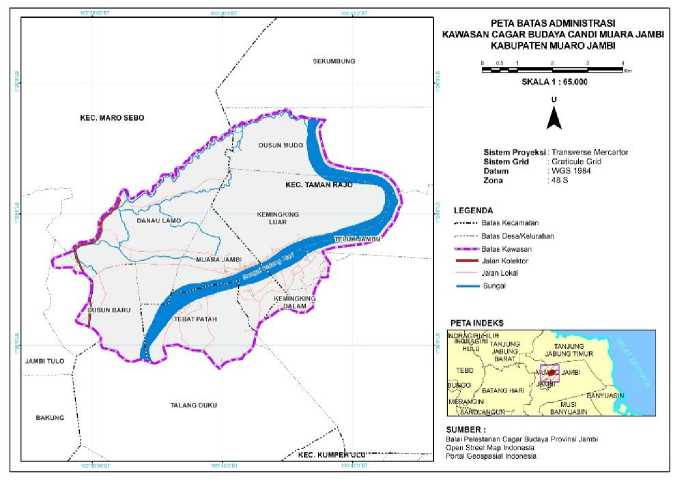 PETA BATAS ADMINISTRASI
KAWASAN CAGAR BUDAYA CANDI MUARA JAMBI
KABUPATEN MUARO JAMBI
0 0.5 1 2 3 4
Km
SKALA 1 : 65.000
U
Sistem Proyeksi : Transverse Mercartor
Sistem Grid : Graticule Grid
Datum : WGS 1984
Zona : 48 S
LEGENDA
Batas Kecamatan
Batas Desa/Kelurahan
Batas Kawasan
Jalan Kolektor
Jalan Lokal
Sungai
PETA INDEKS
TANJUNG
JABUNG
BARAT
TANJUNG
JABUNG TIMUR
TEBO
BUNGO
BATANG HARI
MUARO JAMBI
JAMBI
MERANGIN
SAROLANGUN
MUSI
BANYUASIN
BANYUASIN
SUMBER :
Balai Pelestarian Cagar Budaya Provinsi Jambi
Open Street Map Indonesia
Portal Geospasial Indonesia
SEKUMBUNG
KEC. MARO SEBO
DUSUN MUDO
KEC. TAMAN RAJO
DANAU LAMO
KEMINGKING
LUAR
MUARA JAMBI
KEMINGKING
DALAM
DUSUN BARU
TEBAT PATAH
JAMBI TULO
TALANG DUKU
BAKUNG
KEC. KUMPER ULU